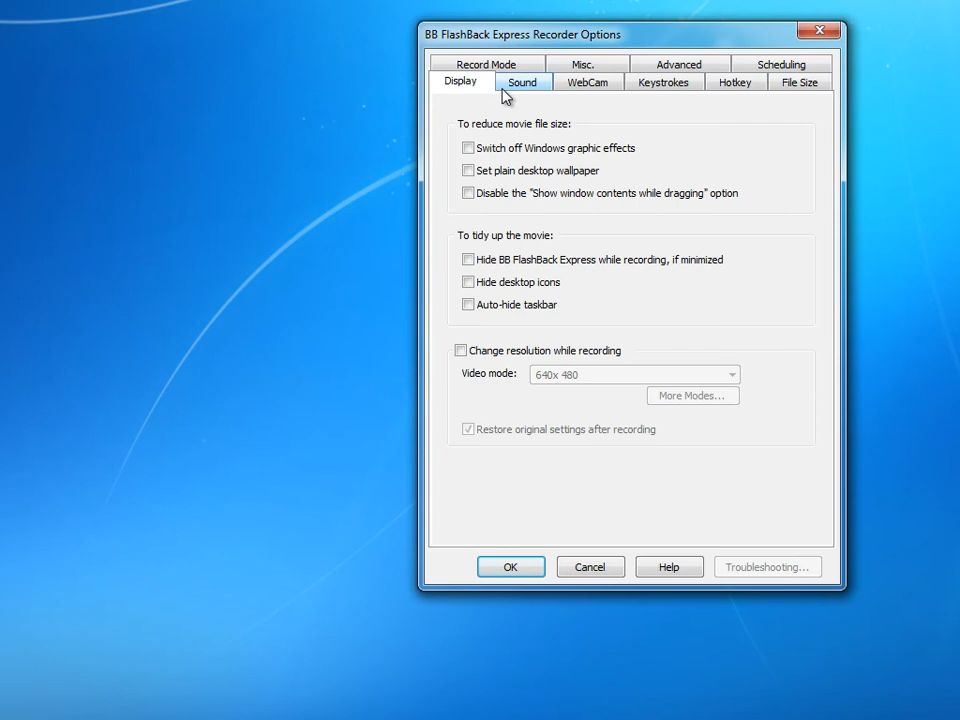 BB FlashBack Express Recorder Options
Record Mode Misc. Advanced Scheduling
Display Sound WebCam Keystrokes Hotkey File Size
To reduce movie file size:
Switch off Windows graphic effects
Set plain desktop wallpaper
Disable the "Show window contents while dragging" option
To tidy up the movie:
Hide BB FlashBack Express while recording, if minimized
Hide desktop icons
Auto-hide taskbar
Change resolution while recording
Video mode: 640x 480
More Modes...
Restore original settings after recording
OK Cancel Help Troubleshooting...